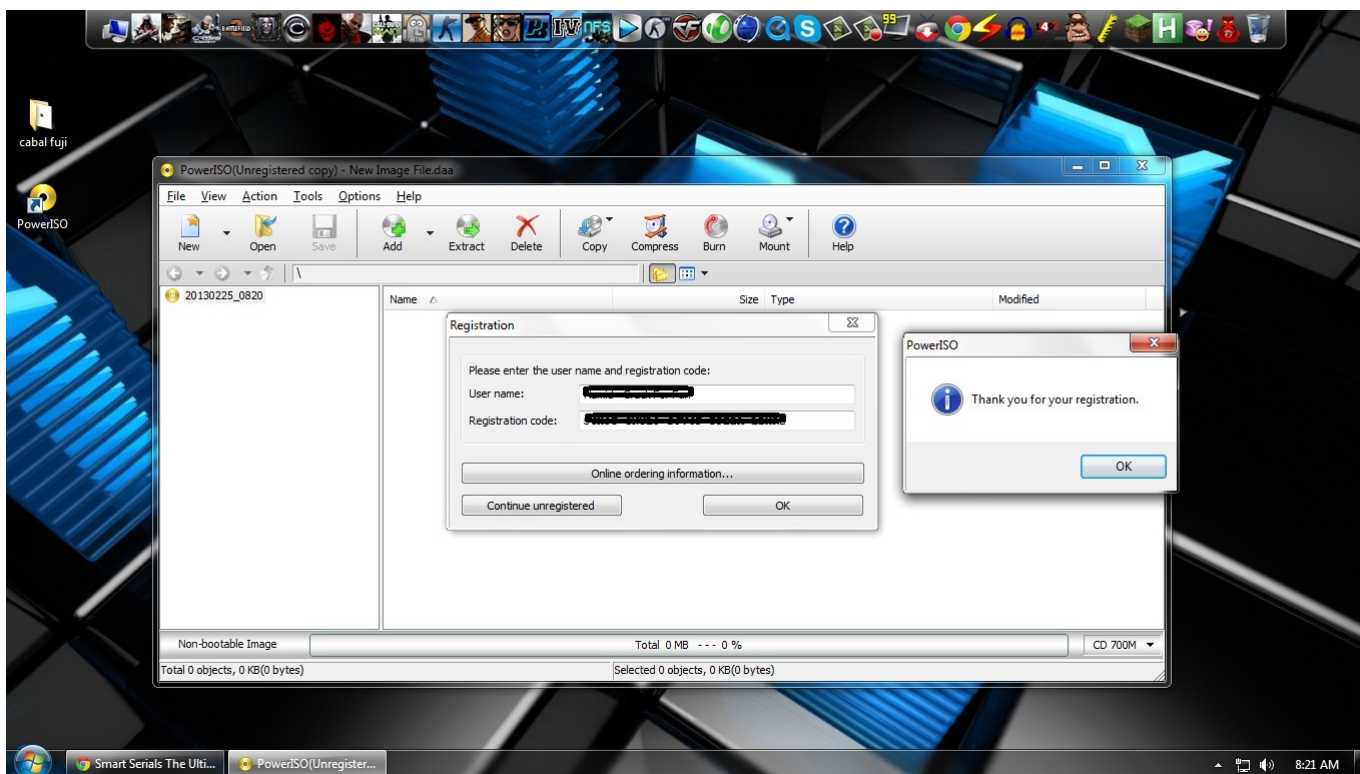 BATTLEFIELD
IV
NFS
S
99
H
cabal fuji
PowerISO
PowerISO(Unregistered copy) - New Image File.daa
File View Action Tools Options Help
New Open Save Add Extract Delete Copy Compress Burn Mount Help
\
20130225_0820
Name Size Type Modified
Registration
Please enter the user name and registration code:
User name:
Registration code:
Online ordering information...
Continue unregistered OK
PowerISO
Thank you for your registration.
OK
Non-bootable Image Total 0 MB --- 0 % CD 700M
Total 0 objects, 0 KB(0 bytes) Selected 0 objects, 0 KB(0 bytes)
Smart Serials The Ulti... PowerISO(Unregister... 8:21 AM